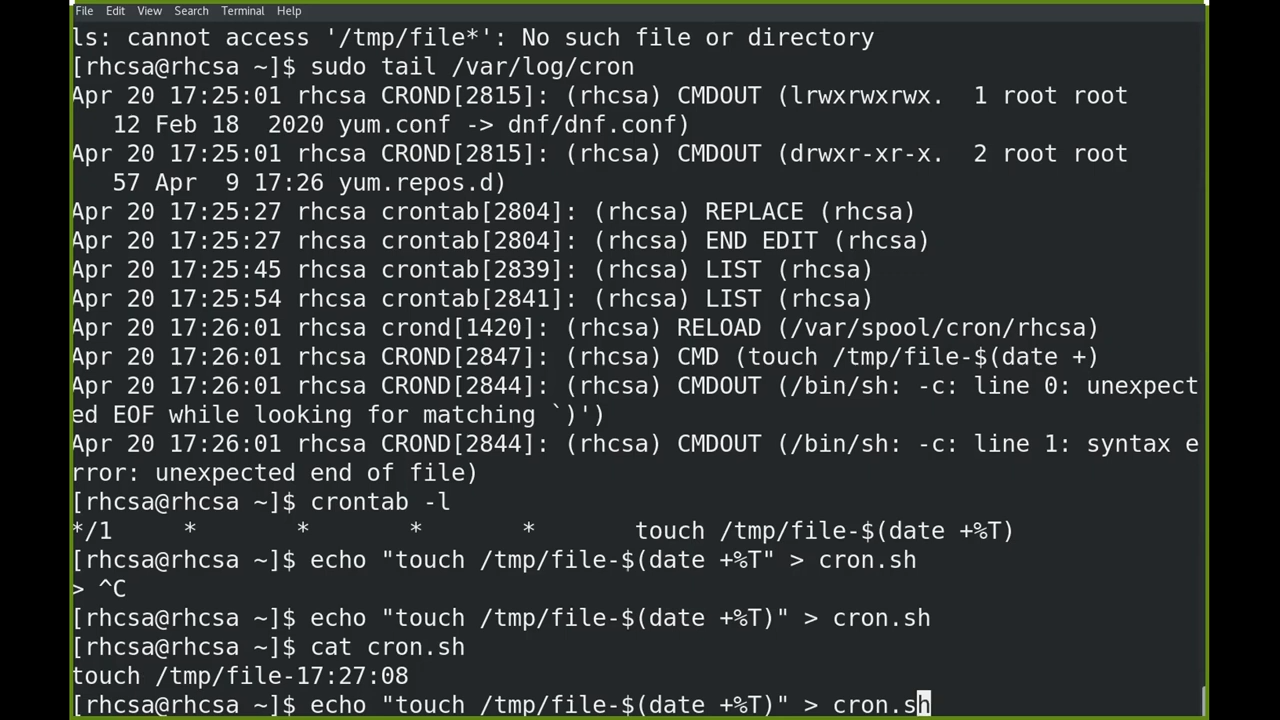 File Edit View Search Terminal Help
ls: cannot access '/tmp/file*': No such file or directory
[rhcsa@rhcsa ~]$ sudo tail /var/log/cron
Apr 20 17:25:01 rhcsa CROND[2815]: (rhcsa) CMDOUT (lrwxrwxrwx.  1 root root
   12 Feb 18  2020 yum.conf -> dnf/dnf.conf)
Apr 20 17:25:01 rhcsa CROND[2815]: (rhcsa) CMDOUT (drwxr-xr-x.  2 root root
   57 Apr  9 17:26 yum.repos.d)
Apr 20 17:25:27 rhcsa crontab[2804]: (rhcsa) REPLACE (rhcsa)
Apr 20 17:25:27 rhcsa crontab[2804]: (rhcsa) END EDIT (rhcsa)
Apr 20 17:25:45 rhcsa crontab[2839]: (rhcsa) LIST (rhcsa)
Apr 20 17:25:54 rhcsa crontab[2841]: (rhcsa) LIST (rhcsa)
Apr 20 17:26:01 rhcsa crond[1420]: (rhcsa) RELOAD (/var/spool/cron/rhcsa)
Apr 20 17:26:01 rhcsa CROND[2847]: (rhcsa) CMD (touch /tmp/file-$(date +)
Apr 20 17:26:01 rhcsa CROND[2844]: (rhcsa) CMDOUT (/bin/sh: -c: line 0: unexpect
ed EOF while looking for matching `)')
Apr 20 17:26:01 rhcsa CROND[2844]: (rhcsa) CMDOUT (/bin/sh: -c: line 1: syntax e
rror: unexpected end of file)
[rhcsa@rhcsa ~]$ crontab -l
*/1     *       *       *       *       touch /tmp/file-$(date +%T)
[rhcsa@rhcsa ~]$ echo "touch /tmp/file-$(date +%T" > cron.sh
> ^C
[rhcsa@rhcsa ~]$ echo "touch /tmp/file-$(date +%T)" > cron.sh
[rhcsa@rhcsa ~]$ cat cron.sh
touch /tmp/file-17:27:08
[rhcsa@rhcsa ~]$ echo "touch /tmp/file-$(date +%T)" > cron.sh